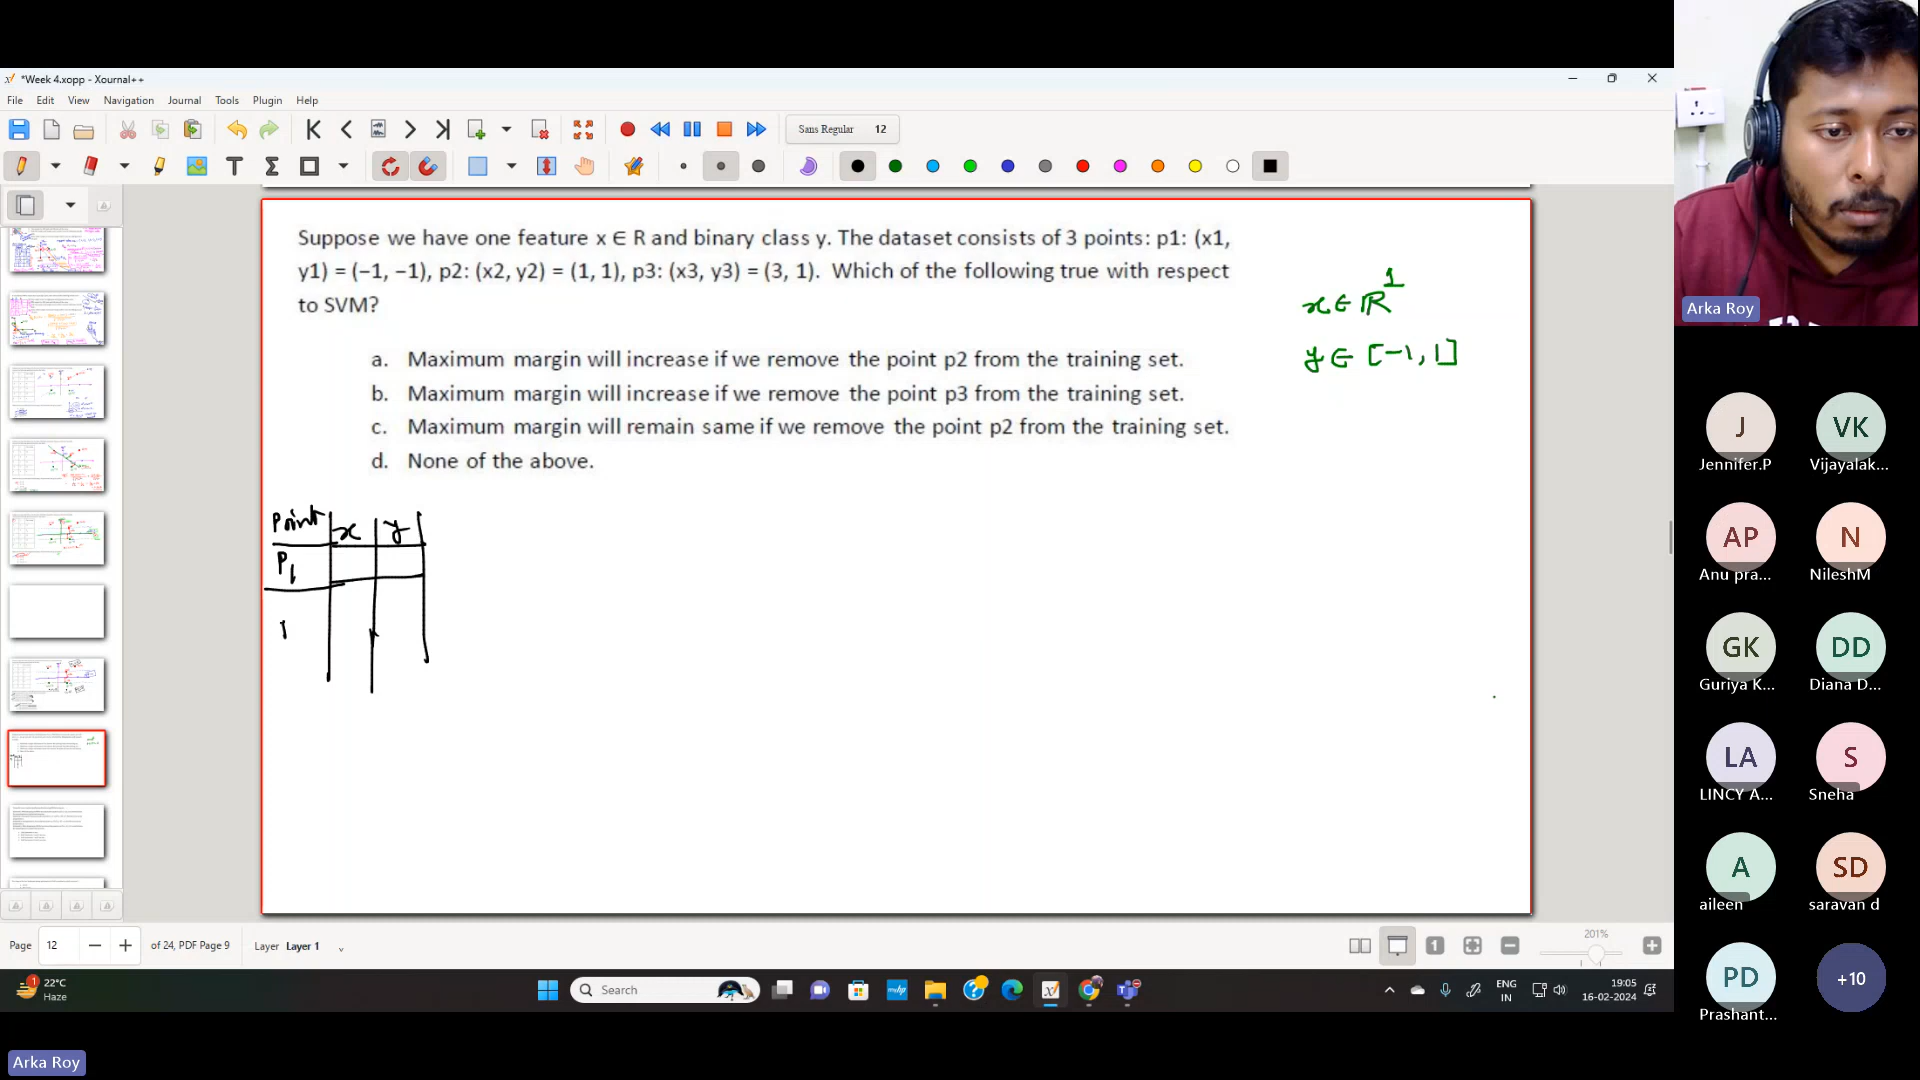 *Week 4.xopp - Xournal++
File Edit View Navigation Journal Tools Plugin Help
Sans Regular 12
Suppose we have one feature x ∈ R and binary class y. The dataset consists of 3 points: p1: (x1,
y1) = (−1, −1), p2: (x2, y2) = (1, 1), p3: (x3, y3) = (3, 1). Which of the following true with respect
to SVM?
a. Maximum margin will increase if we remove the point p2 from the training set.
b. Maximum margin will increase if we remove the point p3 from the training set.
c. Maximum margin will remain same if we remove the point p2 from the training set.
d. None of the above.
x ∈ ℝ^1
y ∈ [-1, 1]
Point x y
P1
Page 12 of 24, PDF Page 9 Layer Layer 1
201%
22°C
Haze
Search
ENG
IN
19:05
16-02-2024
Arka Roy
Arka Roy
J VK
Jennifer.P Vijayalak...
AP N
Anu pra... NileshM
GK DD
Guriya K... Diana D...
LA S
LINCY A... Sneha
A SD
aileen saravan d
PD +10
Prashant...